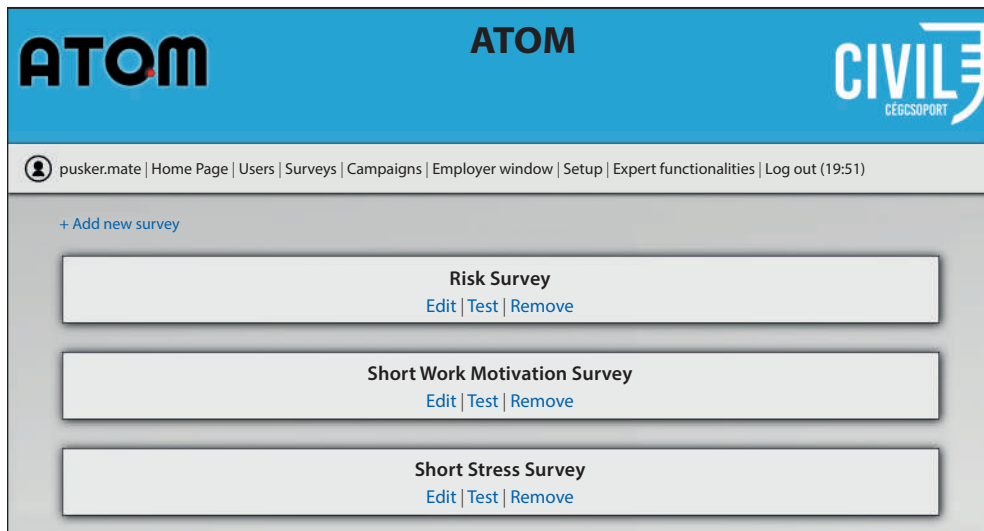 ATOM
ATOM
CIVIL
CÉGCSOPORT
pusker.mate | Home Page | Users | Surveys | Campaigns | Employer window | Setup | Expert functionalities | Log out (19:51)
+ Add new survey
Risk Survey
Edit | Test | Remove
Short Work Motivation Survey
Edit | Test | Remove
Short Stress Survey
Edit | Test | Remove